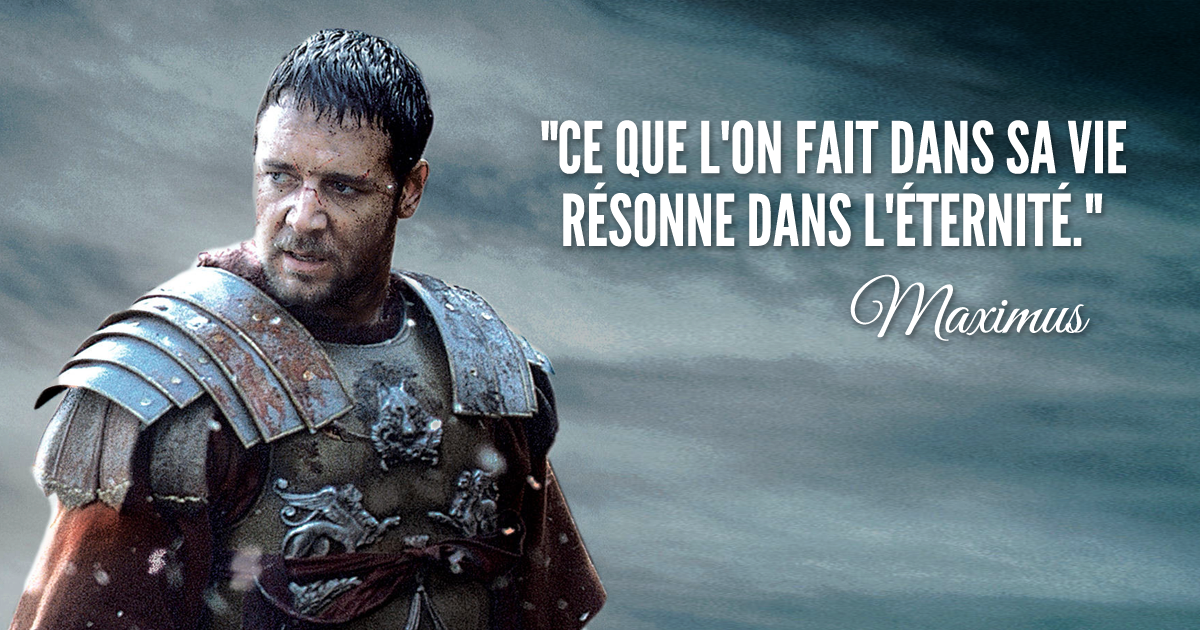 "CE QUE L'ON FAIT DANS SA VIE
RÉSONNE DANS L'ÉTERNITÉ."
Maximus